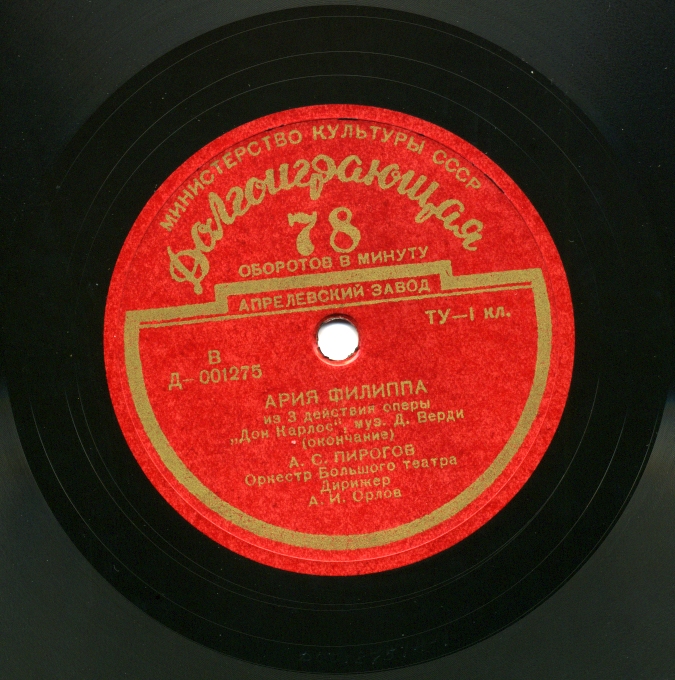 МИНИСТЕРСТВО КУЛЬТУРЫ СССР
Долгоиграющая
78
ОБОРОТОВ В МИНУТУ
АПРЕЛЕВСКИЙ ЗАВОД
ТУ—I кл.
В
Д-001275
АРИЯ ФИЛИППА
из 3 действия оперы
„Дон Карлос“, муз. Д. Верди
(окончание)
А. С. ПИРОГОВ
Оркестр Большого театра
Дирижер
А. И. Орлов